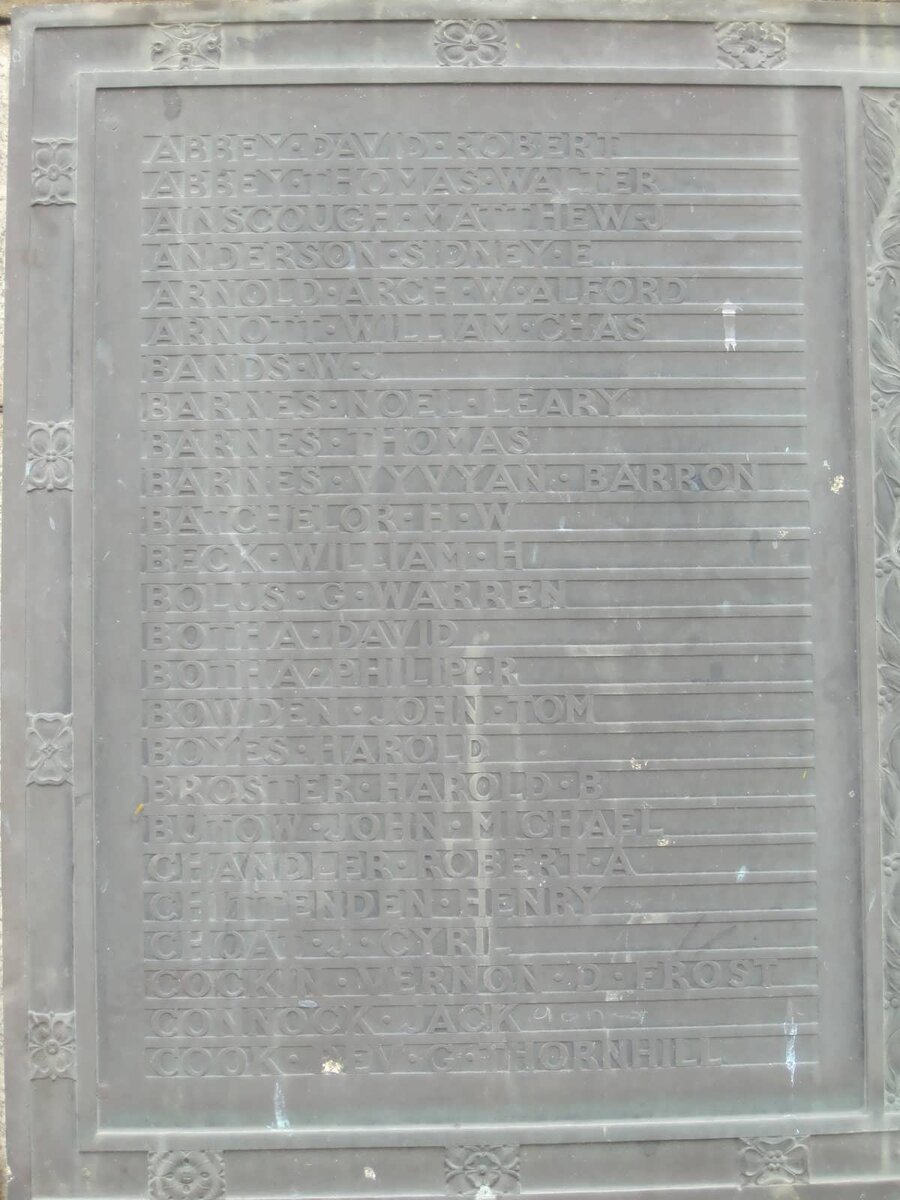 ABBEY·DAVID·ROBERT
ABBEY·THOMAS·WALTER
AINSCOUGH·MATTHEW·J
ANDERSON·SIDNEY·E
ARNOLD·ARCH·W·ALFORD
ARNOTT·WILLIAM·CHAS
BANDS·W·J
BARNES·NOEL·LEARY
BARNES·THOMAS
BARNES·VYVYAN·BARRON
BATCHELOR·H·W
BECK·WILLIAM·H
BOLUS·G·WARREN
BOTHA·DAVID
BOTHA·PHILIP·R
BOWDEN·JOHN·TOM
BOYES·HAROLD
BROSTER·HAROLD·B
BUTOW·JOHN·MICHAEL
CHANDLER·ROBERT·A
CHITTENDEN·HENRY
CHOAT·J·CYRIL
COCKIN·VERNON·D·FROST
CONNOCK·JACK
COOK·NEV·G·THORNHILL